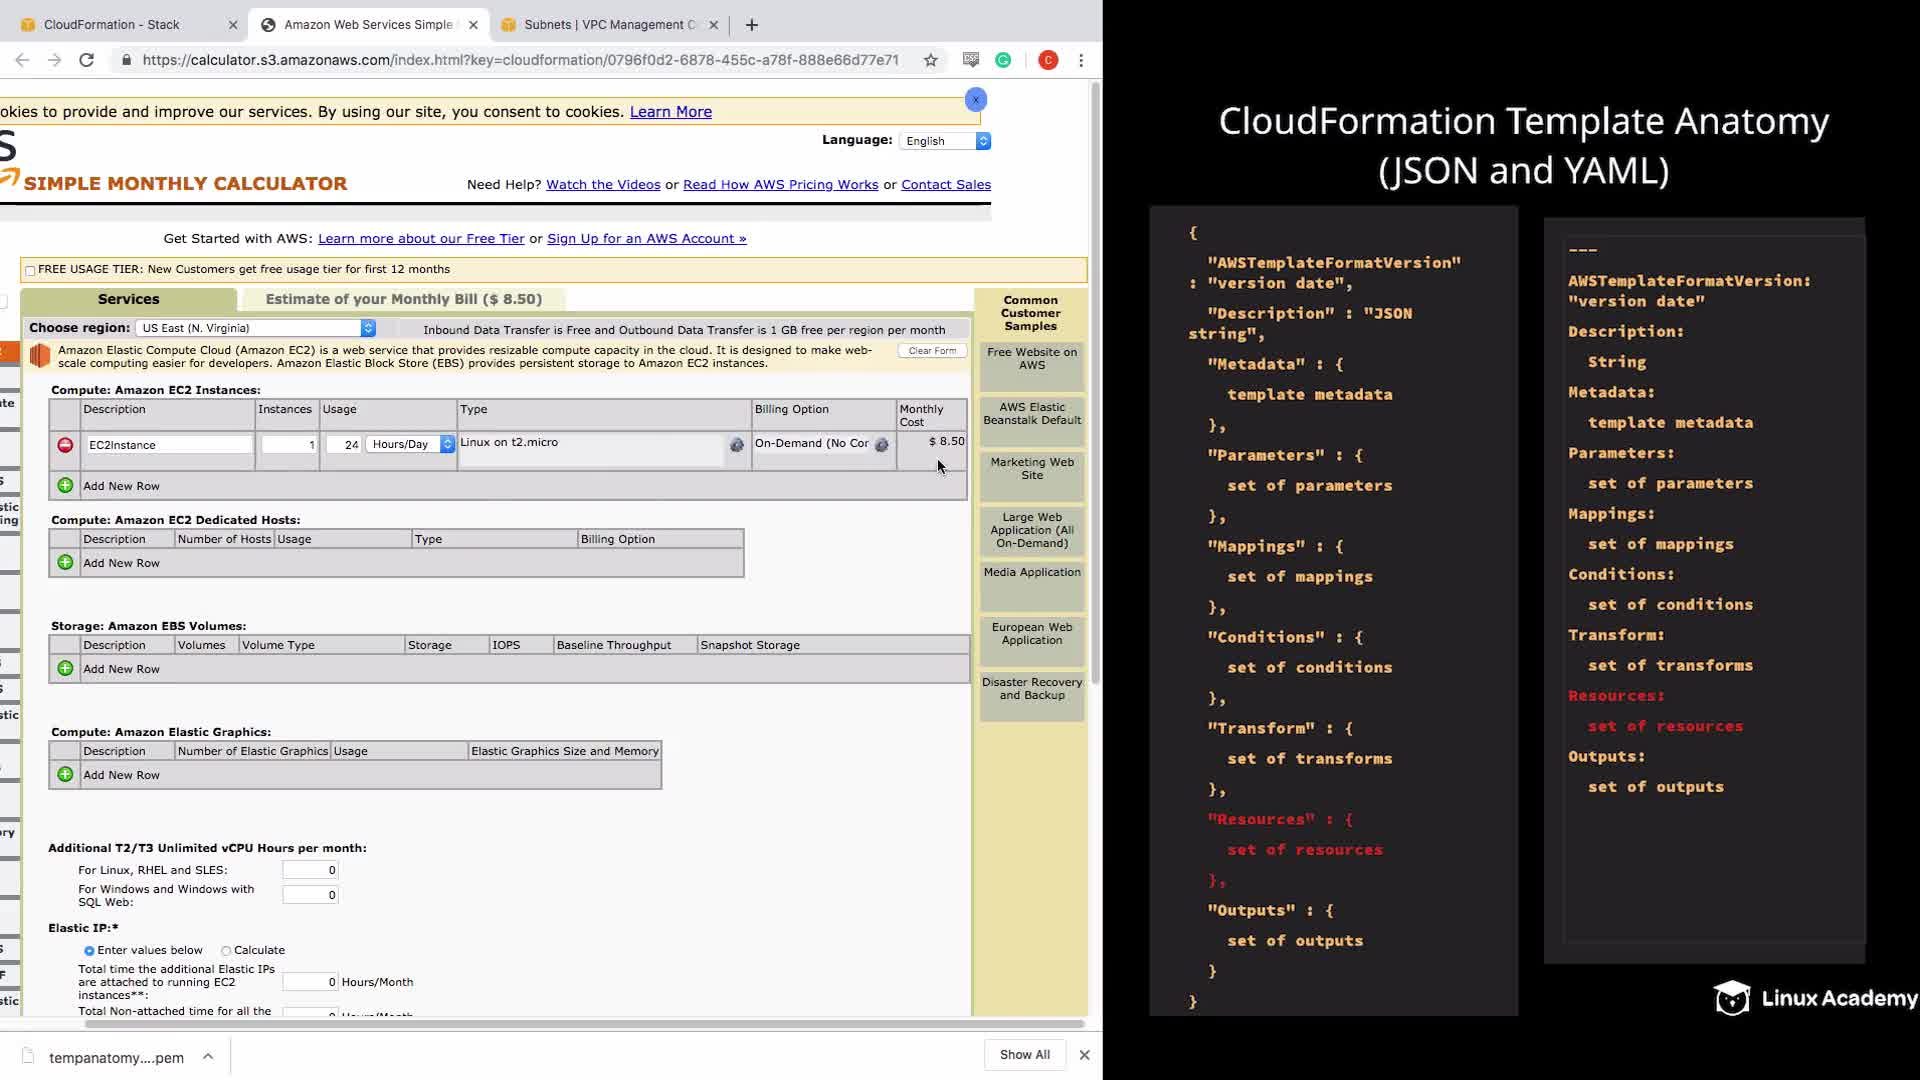 CloudFormation - Stack
Amazon Web Services Simple
Subnets | VPC Management C
https://calculator.s3.amazonaws.com/index.html?key=cloudformation/0796f0d2-6878-455c-a78f-888e66d77e71
C
okies to provide and improve our services. By using our site, you consent to cookies. Learn More
x
S
Language: English
SIMPLE MONTHLY CALCULATOR
Need Help? Watch the Videos or Read How AWS Pricing Works or Contact Sales
Get Started with AWS: Learn more about our Free Tier or Sign Up for an AWS Account »
FREE USAGE TIER: New Customers get free usage tier for first 12 months
Services
Estimate of your Monthly Bill ($ 8.50)
Choose region: US East (N. Virginia)
Inbound Data Transfer is Free and Outbound Data Transfer is 1 GB free per region per month
Amazon Elastic Compute Cloud (Amazon EC2) is a web service that provides resizable compute capacity in the cloud. It is designed to make web-
scale computing easier for developers. Amazon Elastic Block Store (EBS) provides persistent storage to Amazon EC2 instances.
Clear Form
Compute: Amazon EC2 Instances:
Description Instances Usage Type Billing Option Monthly
Cost
EC2Instance 1 24 Hours/Day Linux on t2.micro On-Demand (No Cor $ 8.50
Add New Row
Compute: Amazon EC2 Dedicated Hosts:
Description Number of Hosts Usage Type Billing Option
Add New Row
Storage: Amazon EBS Volumes:
Description Volumes Volume Type Storage IOPS Baseline Throughput Snapshot Storage
Add New Row
Compute: Amazon Elastic Graphics:
Description Number of Elastic Graphics Usage Elastic Graphics Size and Memory
Add New Row
Additional T2/T3 Unlimited vCPU Hours per month:
For Linux, RHEL and SLES: 0
For Windows and Windows with
SQL Web: 0
Elastic IP:*
Enter values below Calculate
Total time the additional Elastic IPs
are attached to running EC2
instances**: 0 Hours/Month
Total Non-attached time for all the
Common
Customer
Samples
Free Website on
AWS
AWS Elastic
Beanstalk Default
Marketing Web
Site
Large Web
Application (All
On-Demand)
Media Application
European Web
Application
Disaster Recovery
and Backup
tempanatomy....pem
Show All
CloudFormation Template Anatomy
(JSON and YAML)
{
"AWSTemplateFormatVersion"
: "version date",
"Description" : "JSON
string",
"Metadata" : {
template metadata
},
"Parameters" : {
set of parameters
},
"Mappings" : {
set of mappings
},
"Conditions" : {
set of conditions
},
"Transform" : {
set of transforms
},
"Resources" : {
set of resources
},
"Outputs" : {
set of outputs
}
}
---
AWSTemplateFormatVersion:
"version date"
Description:
String
Metadata:
template metadata
Parameters:
set of parameters
Mappings:
set of mappings
Conditions:
set of conditions
Transform:
set of transforms
Resources:
set of resources
Outputs:
set of outputs
Linux Academy